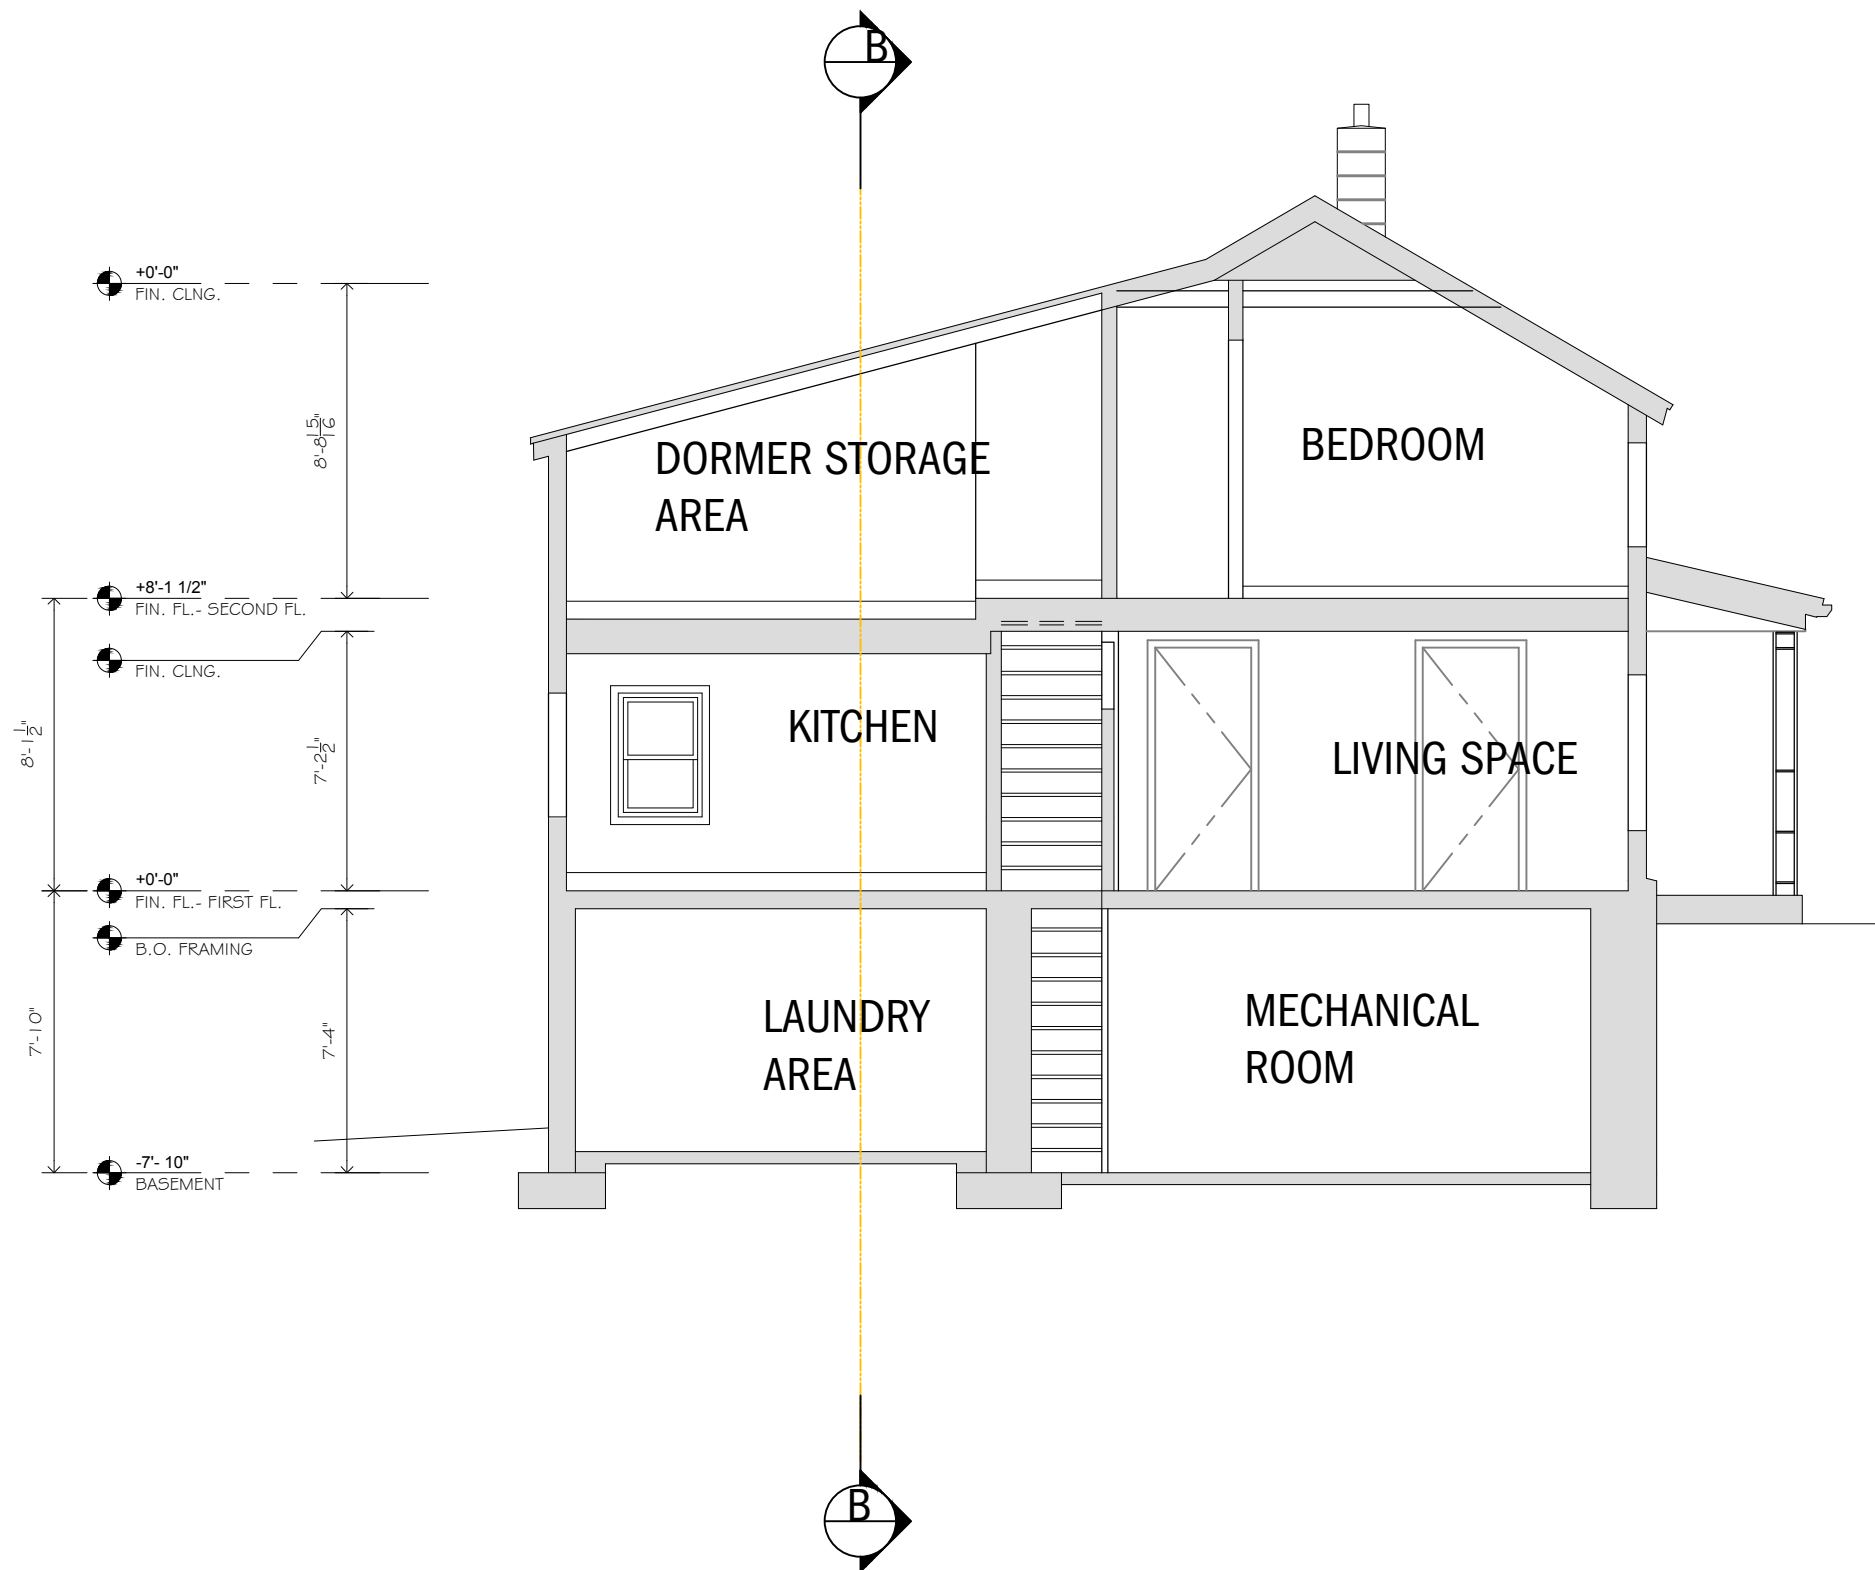 B
+0'-0"
FIN. CLNG.
8'-8 15/16"
DORMER STORAGE
AREA
BEDROOM
+8'-1 1/2"
FIN. FL.- SECOND FL.
FIN. CLNG.
8'-1 1/2"
7'-2 1/2"
KITCHEN
LIVING SPACE
+0'-0"
FIN. FL.- FIRST FL.
B.O. FRAMING
7'-10"
7'-4"
LAUNDRY
AREA
MECHANICAL
ROOM
-7'- 10"
BASEMENT
B